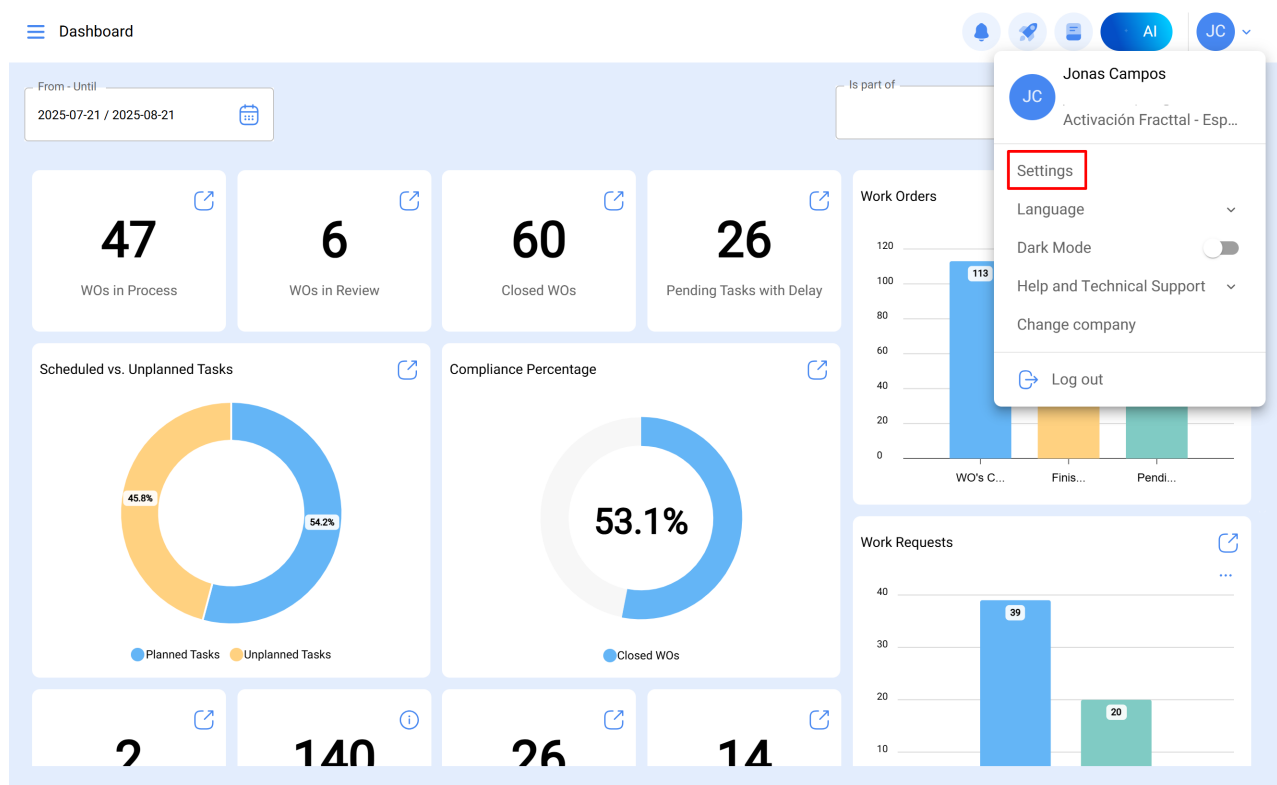 Dashboard
AI
JC
From - Until
2025-07-21 / 2025-08-21
Is part of
JC
Jonas Campos
Activación Fracttal - Esp...
Settings
Language
Dark Mode
Help and Technical Support
Change company
Log out
47
WOs in Process
6
WOs in Review
60
Closed WOs
26
Pending Tasks with Delay
Work Orders
120
100
80
60
40
20
0
113
WO's C...
Finis...
Pendi...
Scheduled vs. Unplanned Tasks
45.8%
54.2%
Planned Tasks
Unplanned Tasks
Compliance Percentage
53.1%
Closed WOs
Work Requests
...
40
30
20
10
39
20
2
140
26
14